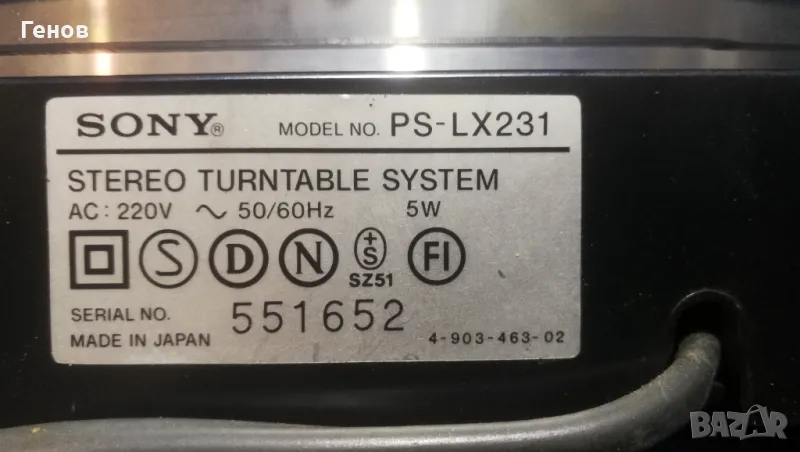 Генов
SONY® MODEL NO. PS-LX231
STEREO TURNTABLE SYSTEM
AC: 220V ～ 50/60Hz 5W
S D N +S FI
SZ51
SERIAL NO. 551652
MADE IN JAPAN 4-903-463-02
BAZAR